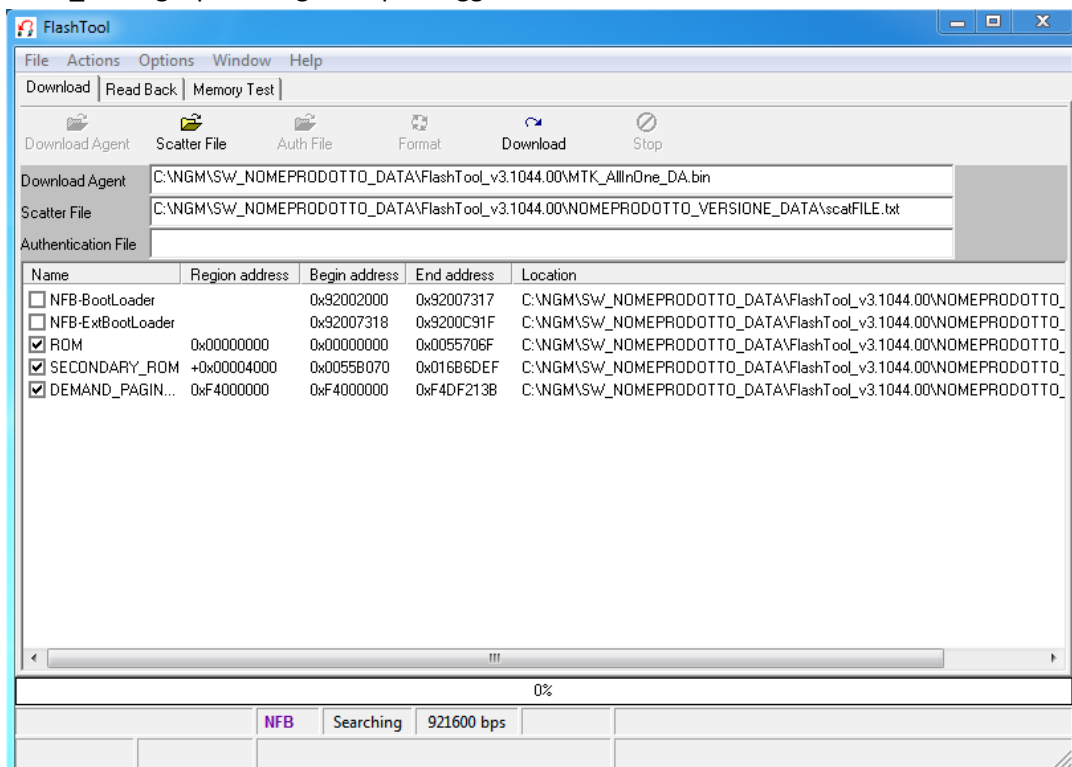 FlashTool
File Actions Options Window Help
Download Read Back Memory Test
Download Agent Scatter File Auth File Format Download Stop
Download Agent C:\NGM\SW_NOMEPRODOTTO_DATA\FlashTool_v3.1044.00\MTK_AllInOne_DA.bin
Scatter File C:\NGM\SW_NOMEPRODOTTO_DATA\FlashTool_v3.1044.00\NOMEPRODOTTO_VERSIONE_DATA\scatFILE.txt
Authentication File
Name Region address Begin address End address Location
NFB-BootLoader 0x92002000 0x92007317 C:\NGM\SW_NOMEPRODOTTO_DATA\FlashTool_v3.1044.00\NOMEPRODOTTO_
NFB-ExtBootLoader 0x92007318 0x9200C91F C:\NGM\SW_NOMEPRODOTTO_DATA\FlashTool_v3.1044.00\NOMEPRODOTTO_
ROM 0x00000000 0x00000000 0x0055706F C:\NGM\SW_NOMEPRODOTTO_DATA\FlashTool_v3.1044.00\NOMEPRODOTTO_
SECONDARY_ROM +0x00004000 0x0055B070 0x016B6DEF C:\NGM\SW_NOMEPRODOTTO_DATA\FlashTool_v3.1044.00\NOMEPRODOTTO_
DEMAND_PAGIN... 0xF4000000 0xF4000000 0xF4DF213B C:\NGM\SW_NOMEPRODOTTO_DATA\FlashTool_v3.1044.00\NOMEPRODOTTO_
0%
NFB Searching 921600 bps